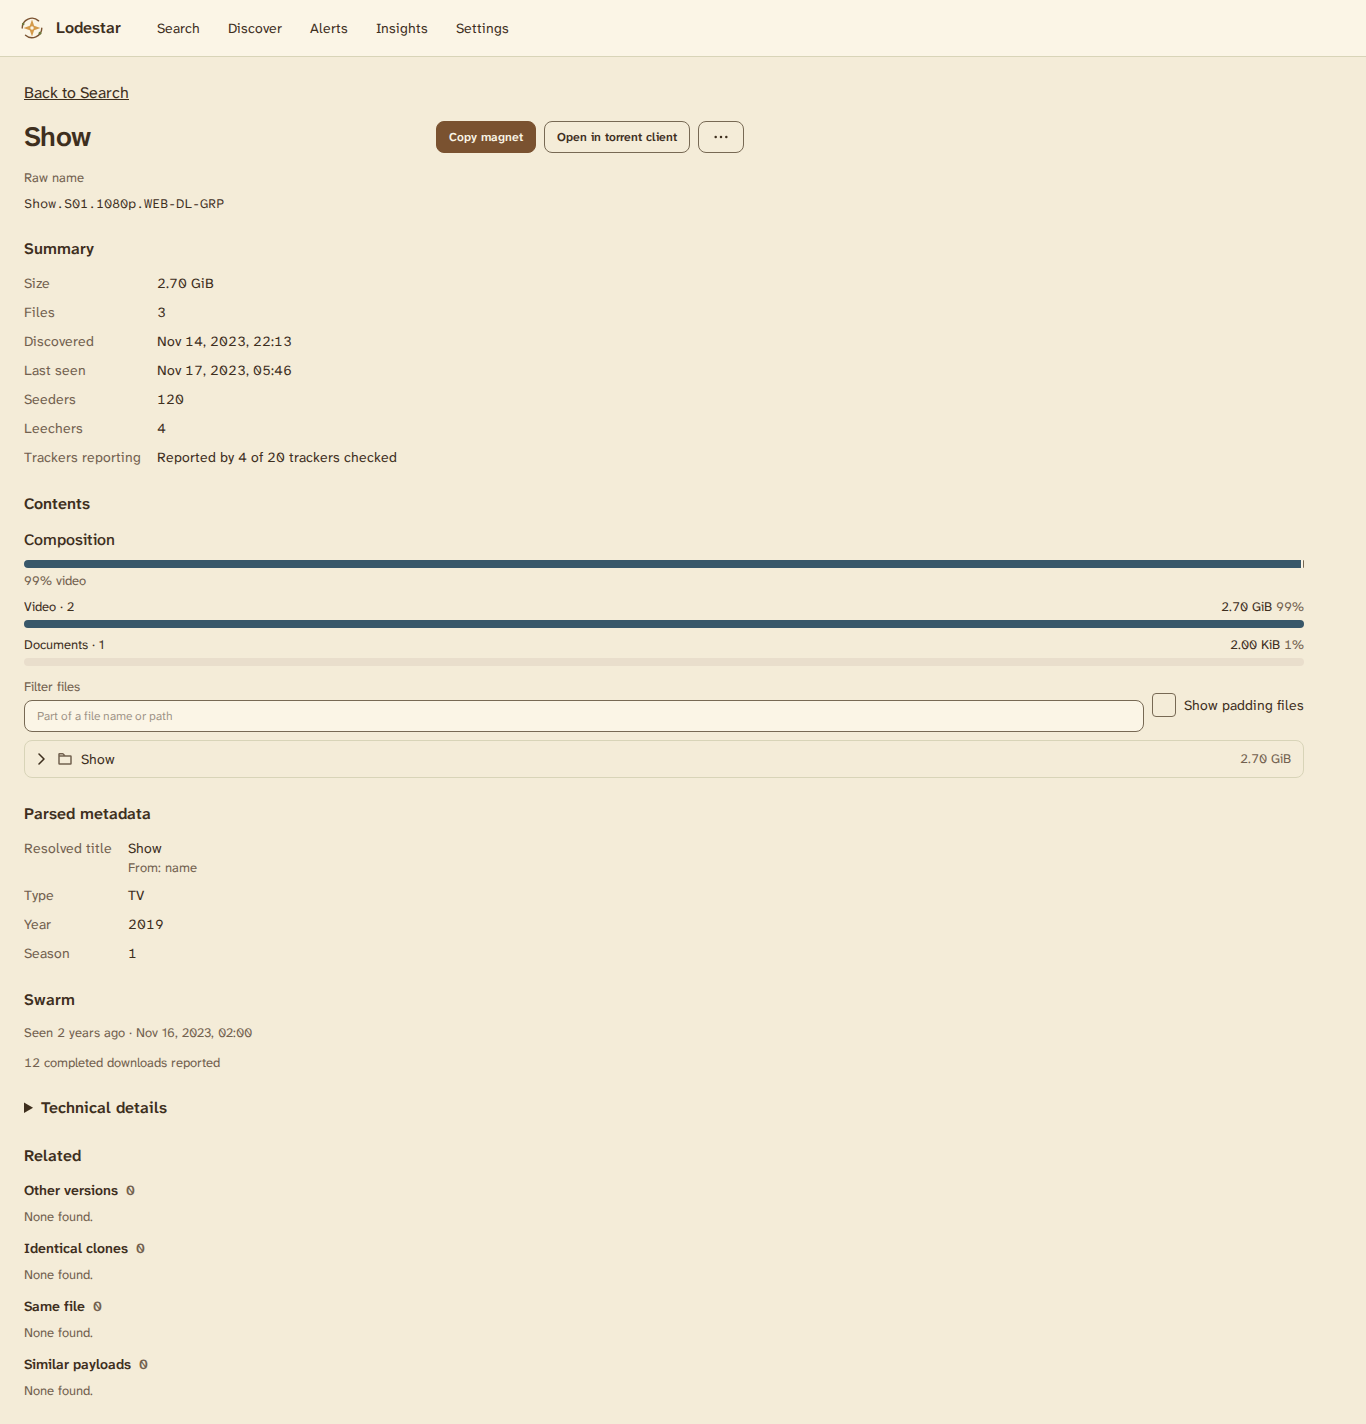 Lodestar Search Discover Alerts Insights Settings
Back to Search
Show
Copy magnet Open in torrent client ...
Raw name
Show.S01.1080p.WEB-DL-GRP
Summary
Size 2.70 GiB
Files 3
Discovered Nov 14, 2023, 22:13
Last seen Nov 17, 2023, 05:46
Seeders 120
Leechers 4
Trackers reporting Reported by 4 of 20 trackers checked
Contents
Composition
99% video
Video · 2 2.70 GiB 99%
Documents · 1 2.00 KiB 1%
Filter files
Part of a file name or path
Show padding files
Show 2.70 GiB
Parsed metadata
Resolved title Show
From: name
Type TV
Year 2019
Season 1
Swarm
Seen 2 years ago · Nov 16, 2023, 02:00
12 completed downloads reported
Technical details
Related
Other versions 0
None found.
Identical clones 0
None found.
Same file 0
None found.
Similar payloads 0
None found.